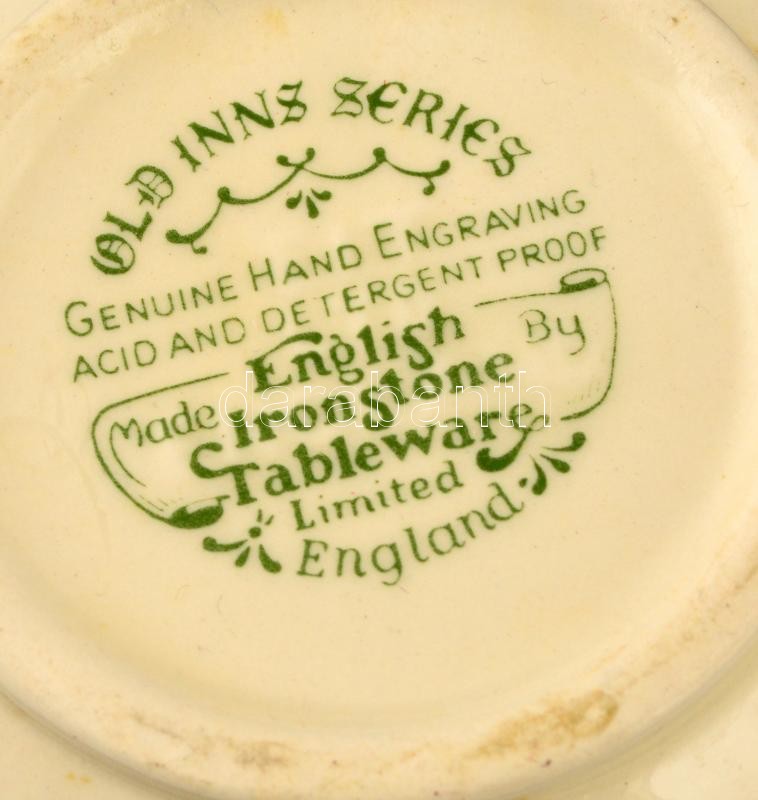 OLD INNS SERIES
GENUINE HAND ENGRAVING
ACID AND DETERGENT PROOF
Made English By
Ironstone
Tableware
Limited
England
darabanth